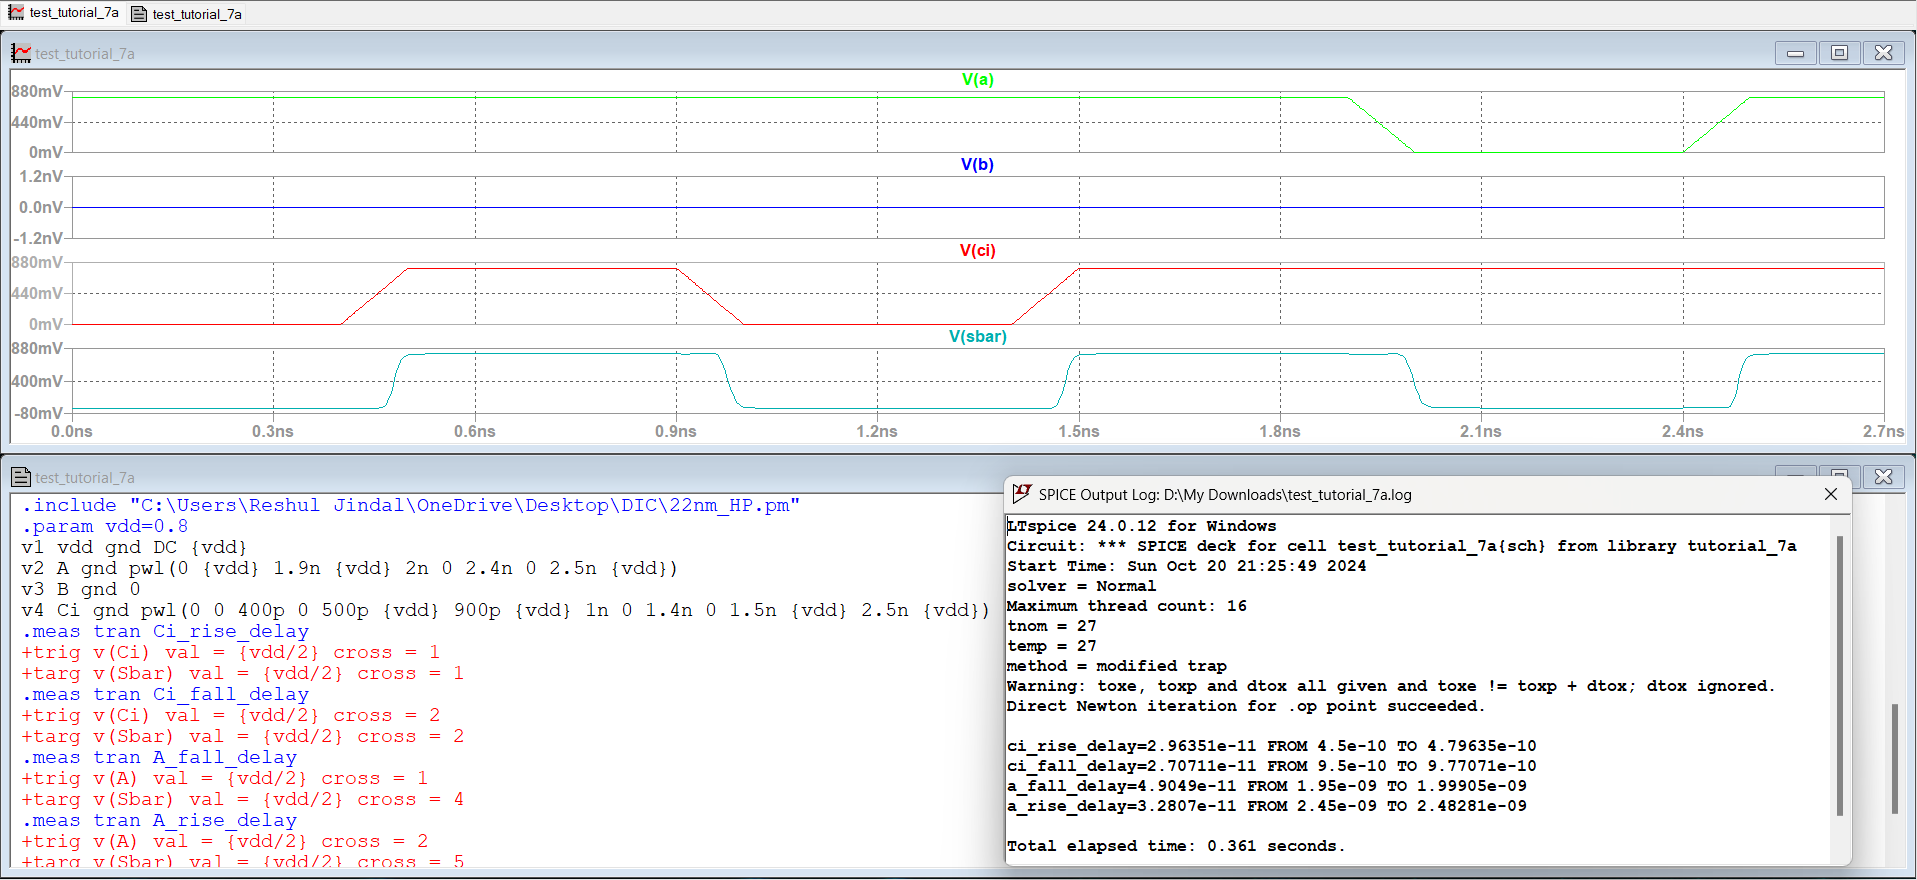 test_tutorial_7a test_tutorial_7a
test_tutorial_7a
V(a)
880mV
440mV
0mV
V(b)
1.2nV
0.0nV
-1.2nV
V(ci)
880mV
440mV
0mV
V(sbar)
880mV
400mV
-80mV
0.0ns 0.3ns 0.6ns 0.9ns 1.2ns 1.5ns 1.8ns 2.1ns 2.4ns 2.7ns
test_tutorial_7a
.include "C:\Users\Reshul Jindal\OneDrive\Desktop\DIC\22nm_HP.pm"
.param vdd=0.8
v1 vdd gnd DC {vdd}
v2 A gnd pwl(0 {vdd} 1.9n {vdd} 2n 0 2.4n 0 2.5n {vdd})
v3 B gnd 0
v4 Ci gnd pwl(0 0 400p 0 500p {vdd} 900p {vdd} 1n 0 1.4n 0 1.5n {vdd} 2.5n {vdd})
.meas tran Ci_rise_delay
+trig v(Ci) val = {vdd/2} cross = 1
+targ v(Sbar) val = {vdd/2} cross = 1
.meas tran Ci_fall_delay
+trig v(Ci) val = {vdd/2} cross = 2
+targ v(Sbar) val = {vdd/2} cross = 2
.meas tran A_fall_delay
+trig v(A) val = {vdd/2} cross = 1
+targ v(Sbar) val = {vdd/2} cross = 4
.meas tran A_rise_delay
+trig v(A) val = {vdd/2} cross = 2
+targ v(Sbar) val = {vdd/2} cross = 5
SPICE Output Log: D:\My Downloads\test_tutorial_7a.log
LTspice 24.0.12 for Windows
Circuit: *** SPICE deck for cell test_tutorial_7a{sch} from library tutorial_7a
Start Time: Sun Oct 20 21:25:49 2024
solver = Normal
Maximum thread count: 16
tnom = 27
temp = 27
method = modified trap
Warning: toxe, toxp and dtox all given and toxe != toxp + dtox; dtox ignored.
Direct Newton iteration for .op point succeeded.
ci_rise_delay=2.96351e-11 FROM 4.5e-10 TO 4.79635e-10
ci_fall_delay=2.70711e-11 FROM 9.5e-10 TO 9.77071e-10
a_fall_delay=4.9049e-11 FROM 1.95e-09 TO 1.99905e-09
a_rise_delay=3.2807e-11 FROM 2.45e-09 TO 2.48281e-09
Total elapsed time: 0.361 seconds.